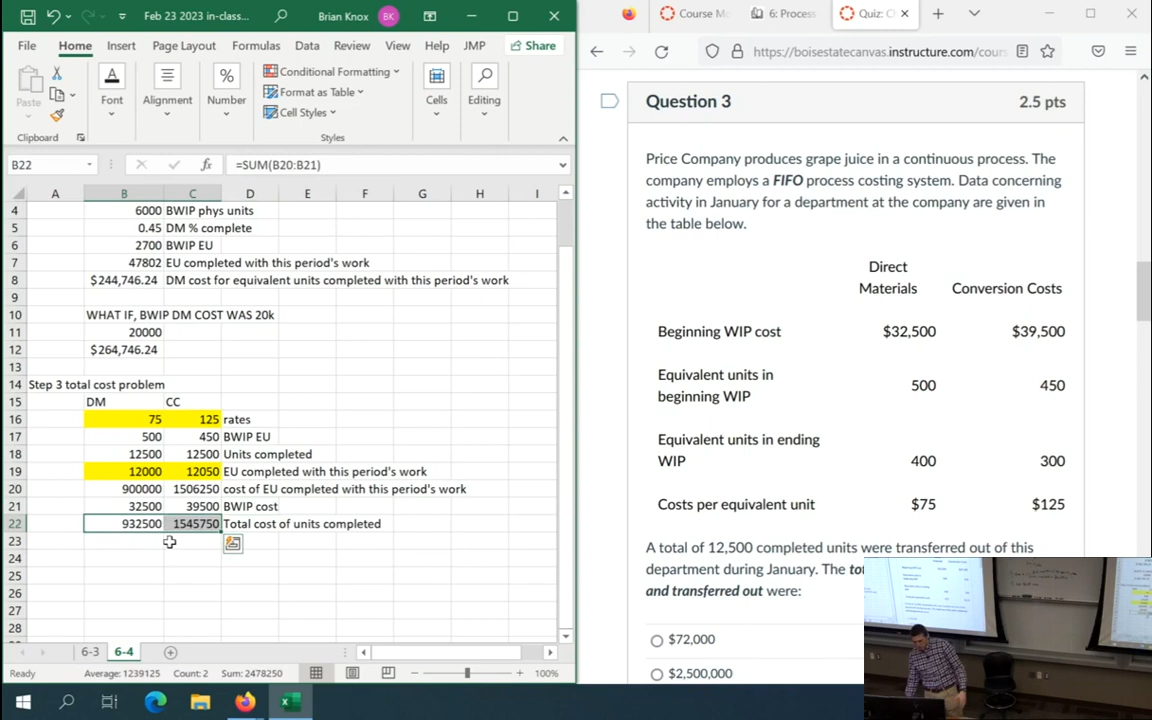 Feb 23 2023 in-class...
Brian Knox
BK
File Home Insert Page Layout Formulas Data Review View Help JMP Share
Paste
Clipboard
Font
Alignment
%
Number
Conditional Formatting
Format as Table
Cell Styles
Styles
Cells
Editing
B22
fx
=SUM(B20:B21)
A B C D E F G H I
4 6000 BWIP phys units
5 0.45 DM % complete
6 2700 BWIP EU
7 47802 EU completed with this period's work
8 $244,746.24 DM cost for equivalent units completed with this period's work
9
10 WHAT IF, BWIP DM COST WAS 20k
11 20000
12 $264,746.24
13
14 Step 3 total cost problem
15 DM CC
16 75 125 rates
17 500 450 BWIP EU
18 12500 12500 Units completed
19 12000 12050 EU completed with this period's work
20 900000 1506250 cost of EU completed with this period's work
21 32500 39500 BWIP cost
22 932500 1545750 Total cost of units completed
23
24
25
26
27
28
6-3 6-4
Ready Average: 1239125 Count: 2 Sum: 2478250 100%
Course M
6: Process
Quiz: C
https://boisestatecanvas.instructure.com/cours
Question 3 2.5 pts
Price Company produces grape juice in a continuous process. The
company employs a FIFO process costing system. Data concerning
activity in January for a department at the company are given in
the table below.
Direct
Materials Conversion Costs
Beginning WIP cost $32,500 $39,500
Equivalent units in
beginning WIP 500 450
Equivalent units in ending
WIP 400 300
Costs per equivalent unit $75 $125
A total of 12,500 completed units were transferred out of this
department during January. The to
and transferred out were:
$72,000
$2,500,000